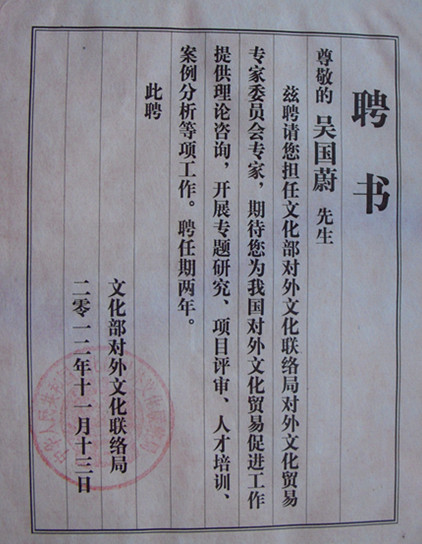 聘书
尊敬的 吴国蔚 先生
兹聘请您担任文化部对外文化联络局对外文化贸易
专家委员会专家，期待您为我国对外文化贸易促进工作
提供理论咨询，开展专题研究、项目评审、人才培训、
案例分析等项工作。聘任期两年。
此聘
文化部对外文化联络局
二零一二年十一月十三日